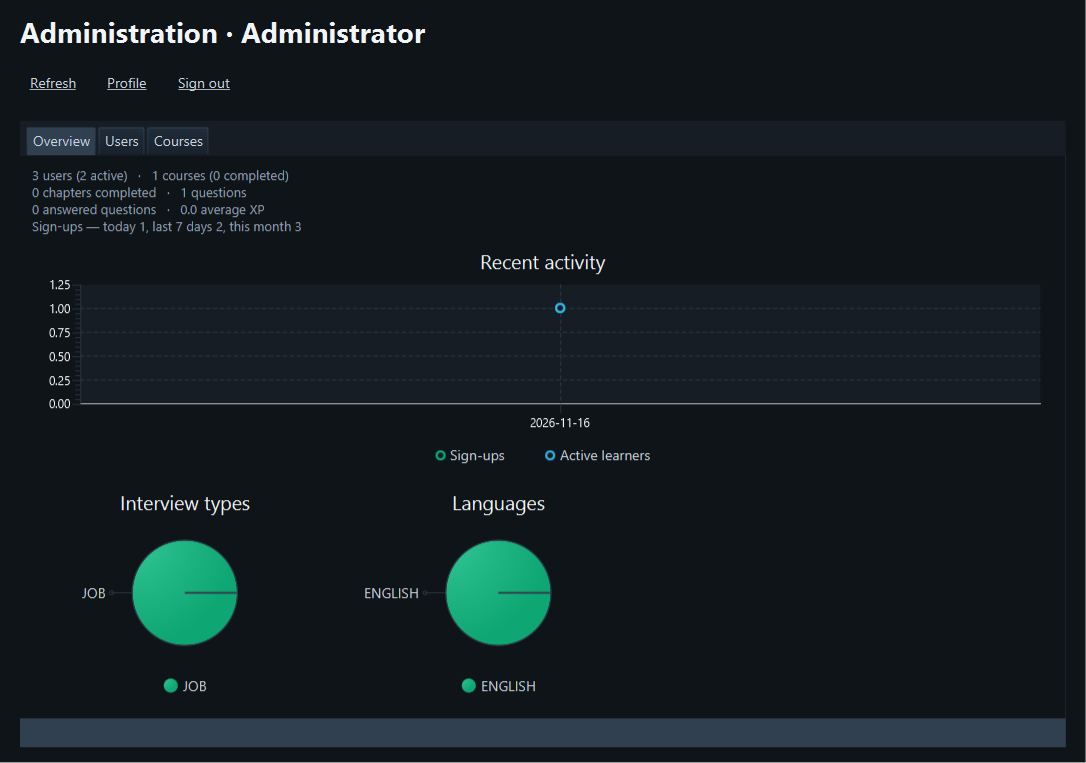 Administration · Administrator
Refresh Profile Sign out
Overview Users Courses
3 users (2 active) · 1 courses (0 completed)
0 chapters completed · 1 questions
0 answered questions · 0.0 average XP
Sign-ups — today 1, last 7 days 2, this month 3
Recent activity
1.25
1.00
0.75
0.50
0.25
0.00
2026-11-16
Sign-ups Active learners
Interview types Languages
JOB ENGLISH
JOB ENGLISH